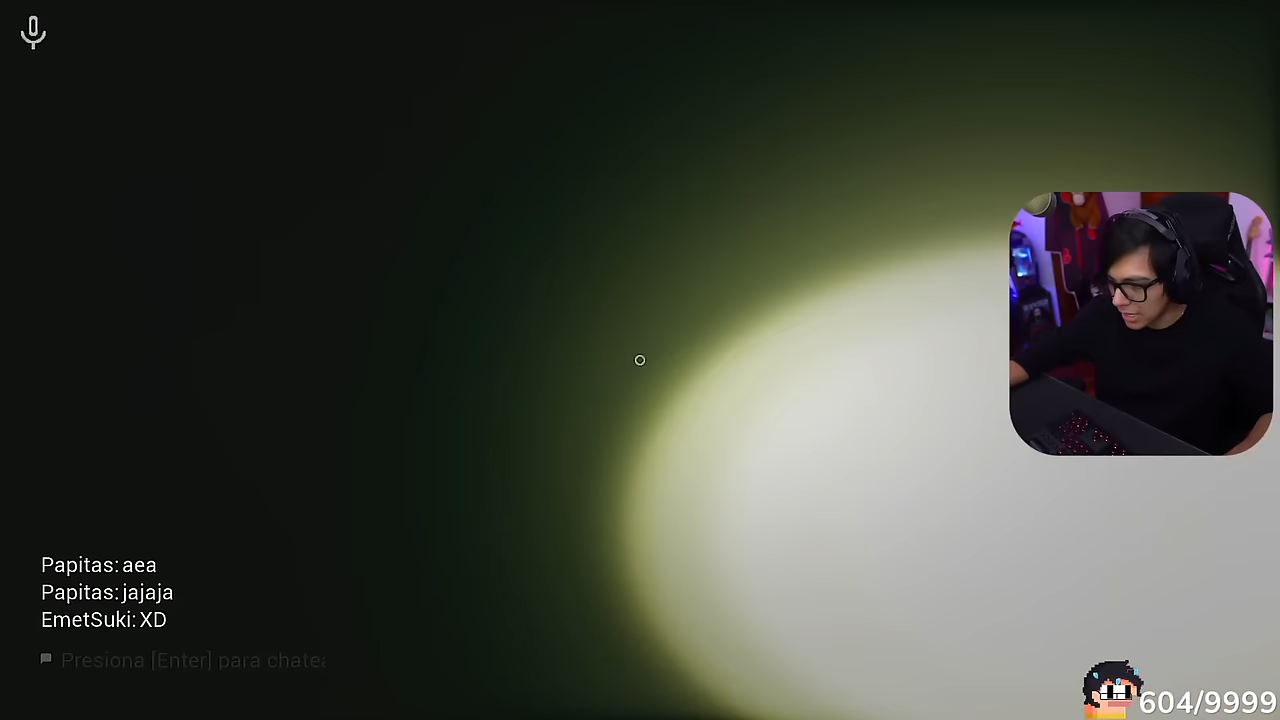 Papitas: aea
Papitas: jajaja
EmetSuki: XD
Presiona [Enter] para chatea
604/9999